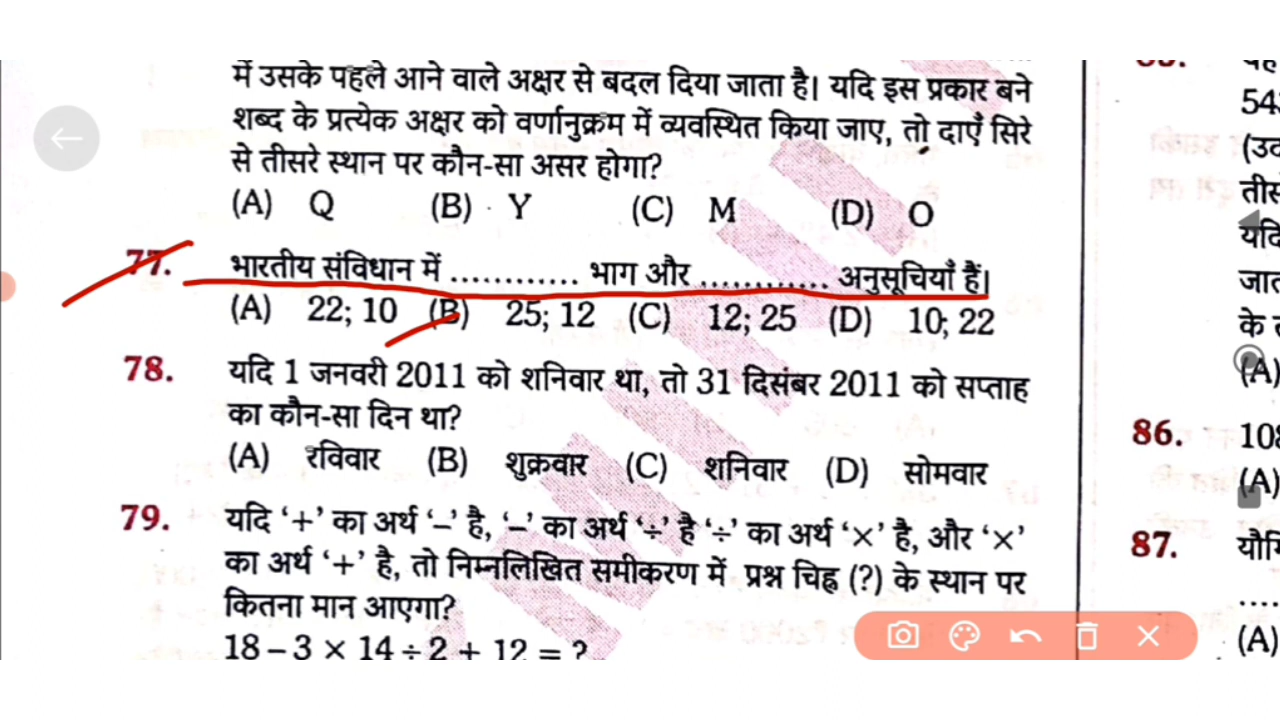 में उसके पहले आने वाले अक्षर से बदल दिया जाता है। यदि इस प्रकार बने
शब्द के प्रत्येक अक्षर को वर्णानुक्रम में व्यवस्थित किया जाए, तो दाएँ सिरे
से तीसरे स्थान पर कौन-सा असर होगा?
(A) Q (B) Y (C) M (D) O
77. भारतीय संविधान में ............ भाग और ............ अनुसूचियाँ हैं।
(A) 22; 10 (B) 25; 12 (C) 12; 25 (D) 10; 22
78. यदि 1 जनवरी 2011 को शनिवार था, तो 31 दिसंबर 2011 को सप्ताह
का कौन-सा दिन था?
(A) रविवार (B) शुक्रवार (C) शनिवार (D) सोमवार
79. यदि ‘+’ का अर्थ ‘–’ है, ‘–’ का अर्थ ‘÷’ है ‘÷’ का अर्थ ‘×’ है, और ‘×’
का अर्थ ‘+’ है, तो निम्नलिखित समीकरण में प्रश्न चिह्न (?) के स्थान पर
कितना मान आएगा?
18 – 3 × 14 ÷ 2 + 12 = ?
(A)
86.
(A)
87.
(A)